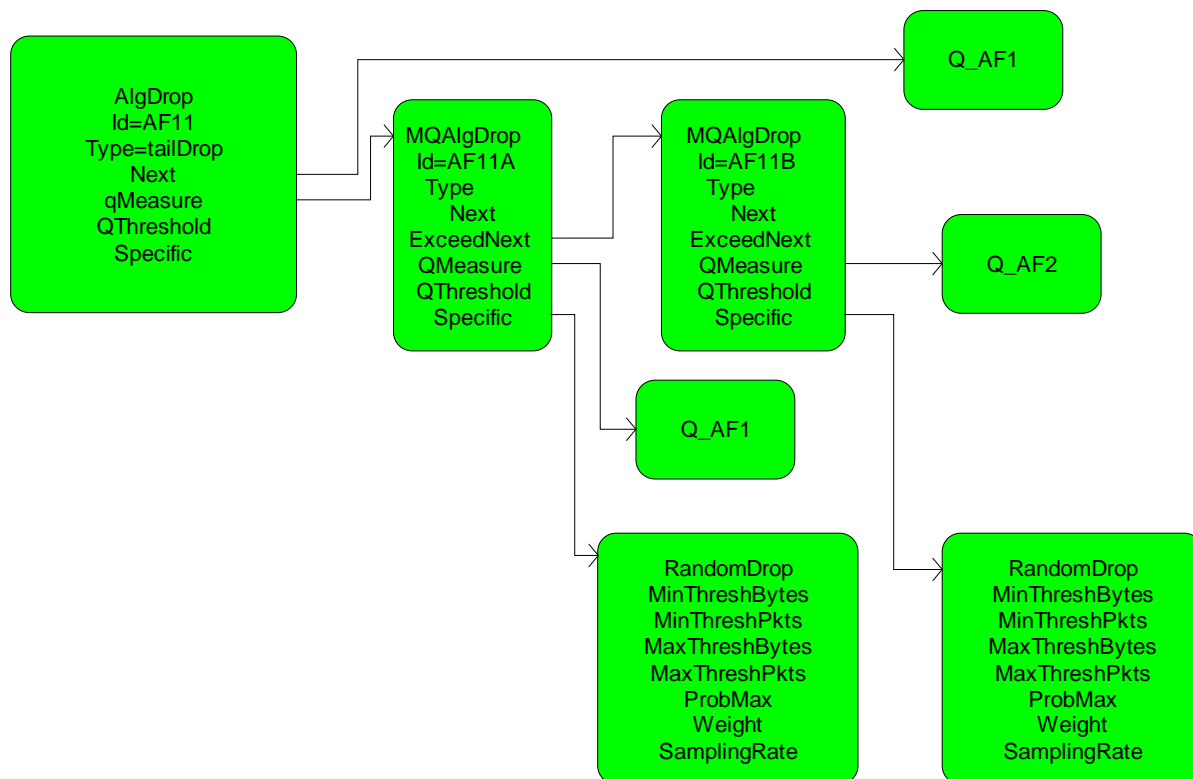 AlgDrop
Id=AF11
Type=tailDrop
Next
qMeasure
QThreshold
Specific
MQAlgDrop
Id=AF11A
Type
Next
ExceedNext
QMeasure
QThreshold
Specific
MQAlgDrop
Id=AF11B
Type
Next
ExceedNext
QMeasure
QThreshold
Specific
Q_AF1
Q_AF2
Q_AF1
RandomDrop
MinThreshBytes
MinThreshPkts
MaxThreshBytes
MaxThreshPkts
ProbMax
Weight
SamplingRate
RandomDrop
MinThreshBytes
MinThreshPkts
MaxThreshBytes
MaxThreshPkts
ProbMax
Weight
SamplingRate